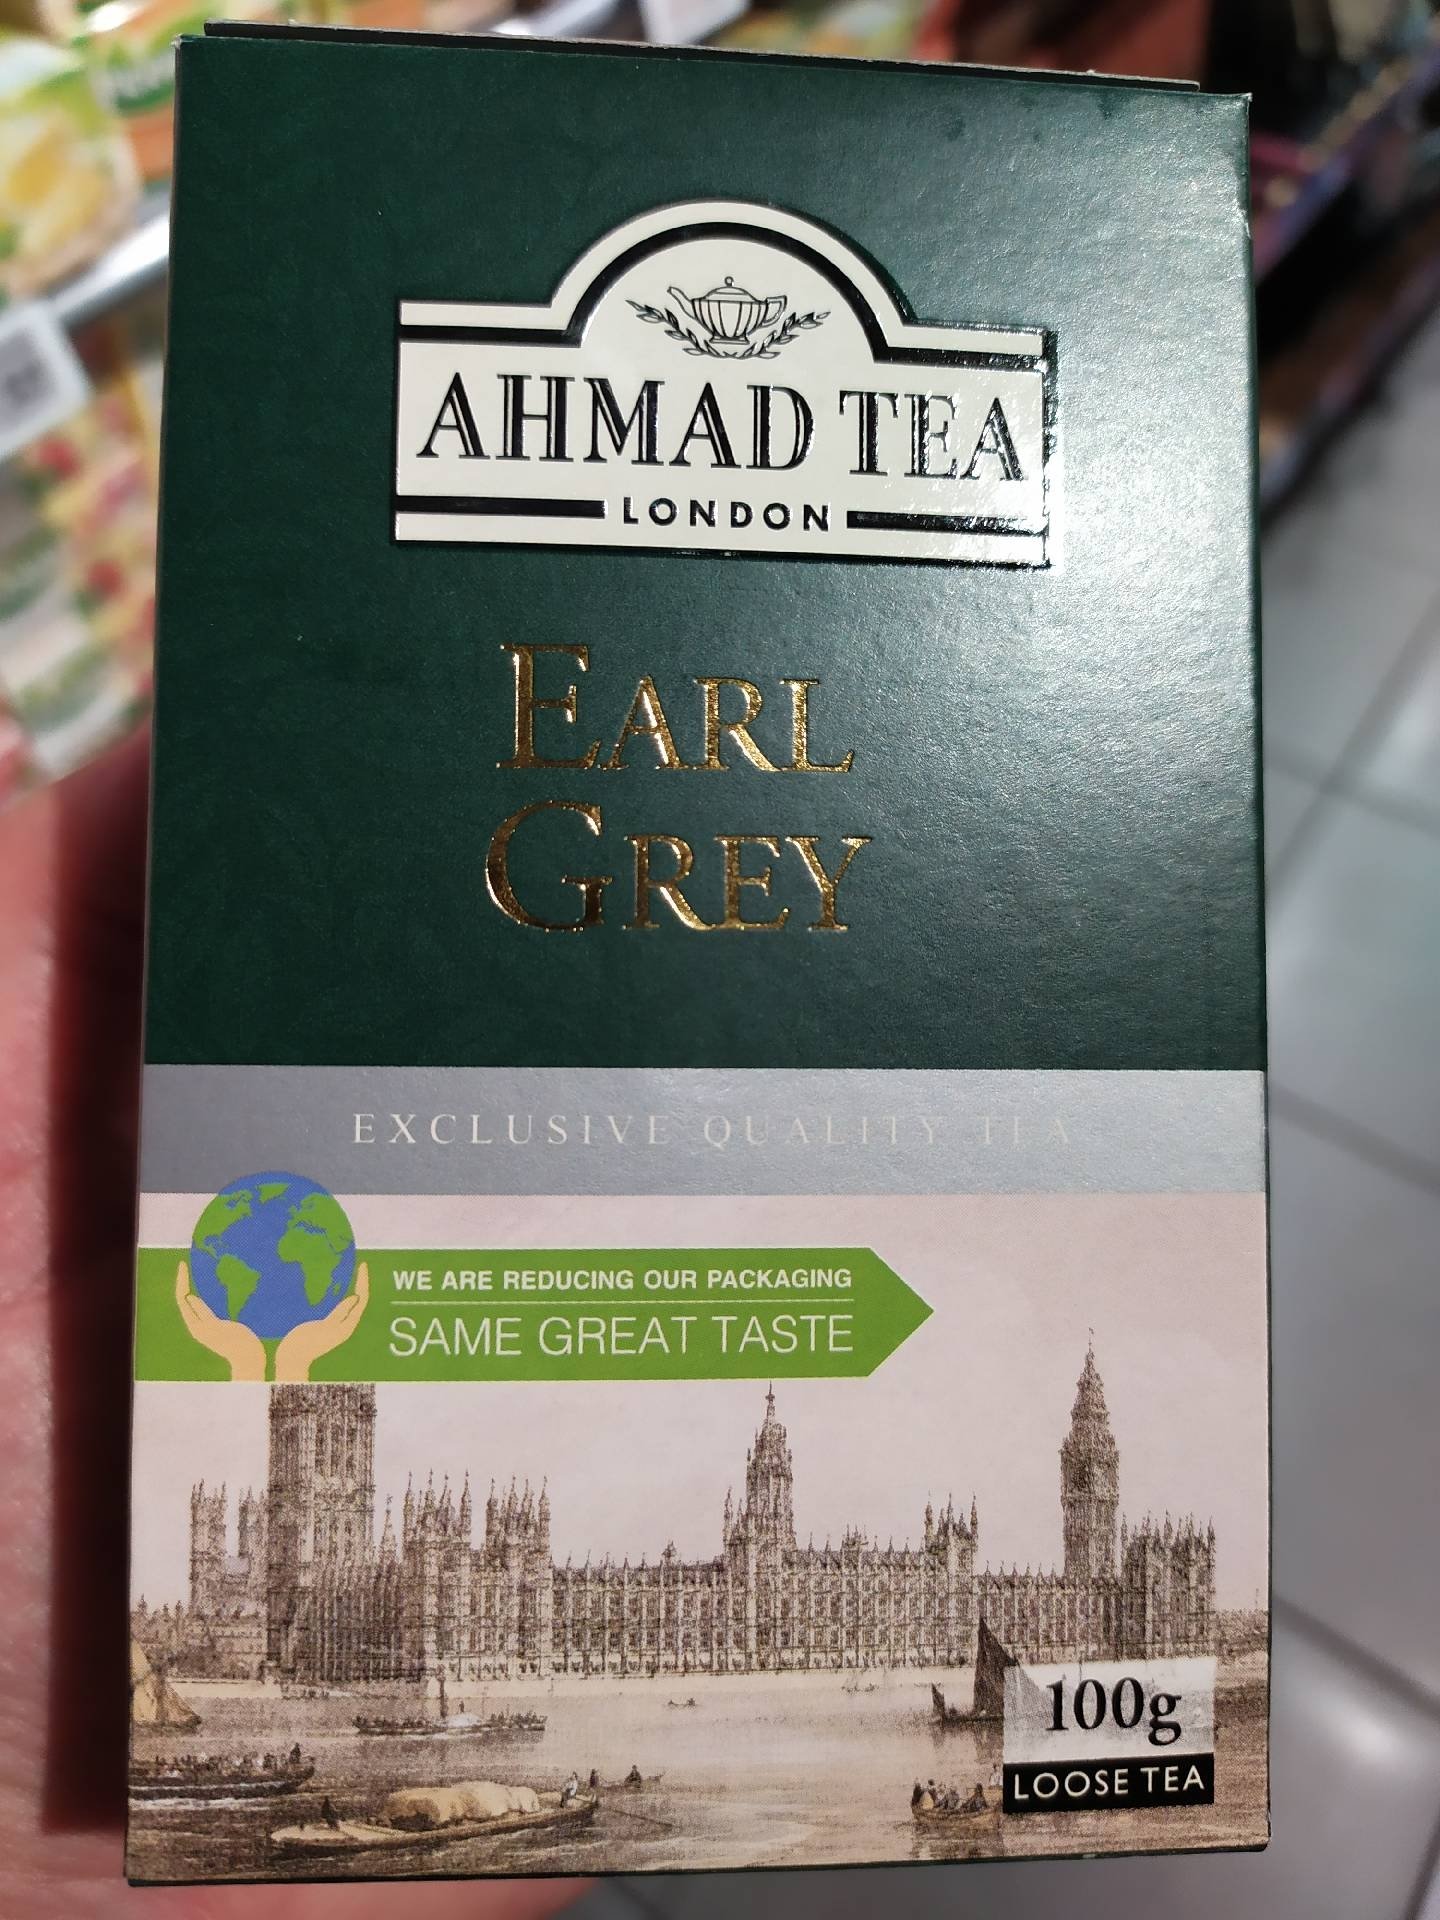 AHMAD TEA
LONDON
EARL
GREY
EXCLUSIVE QUALITY TEA
WE ARE REDUCING OUR PACKAGING
SAME GREAT TASTE
100g
LOOSE TEA